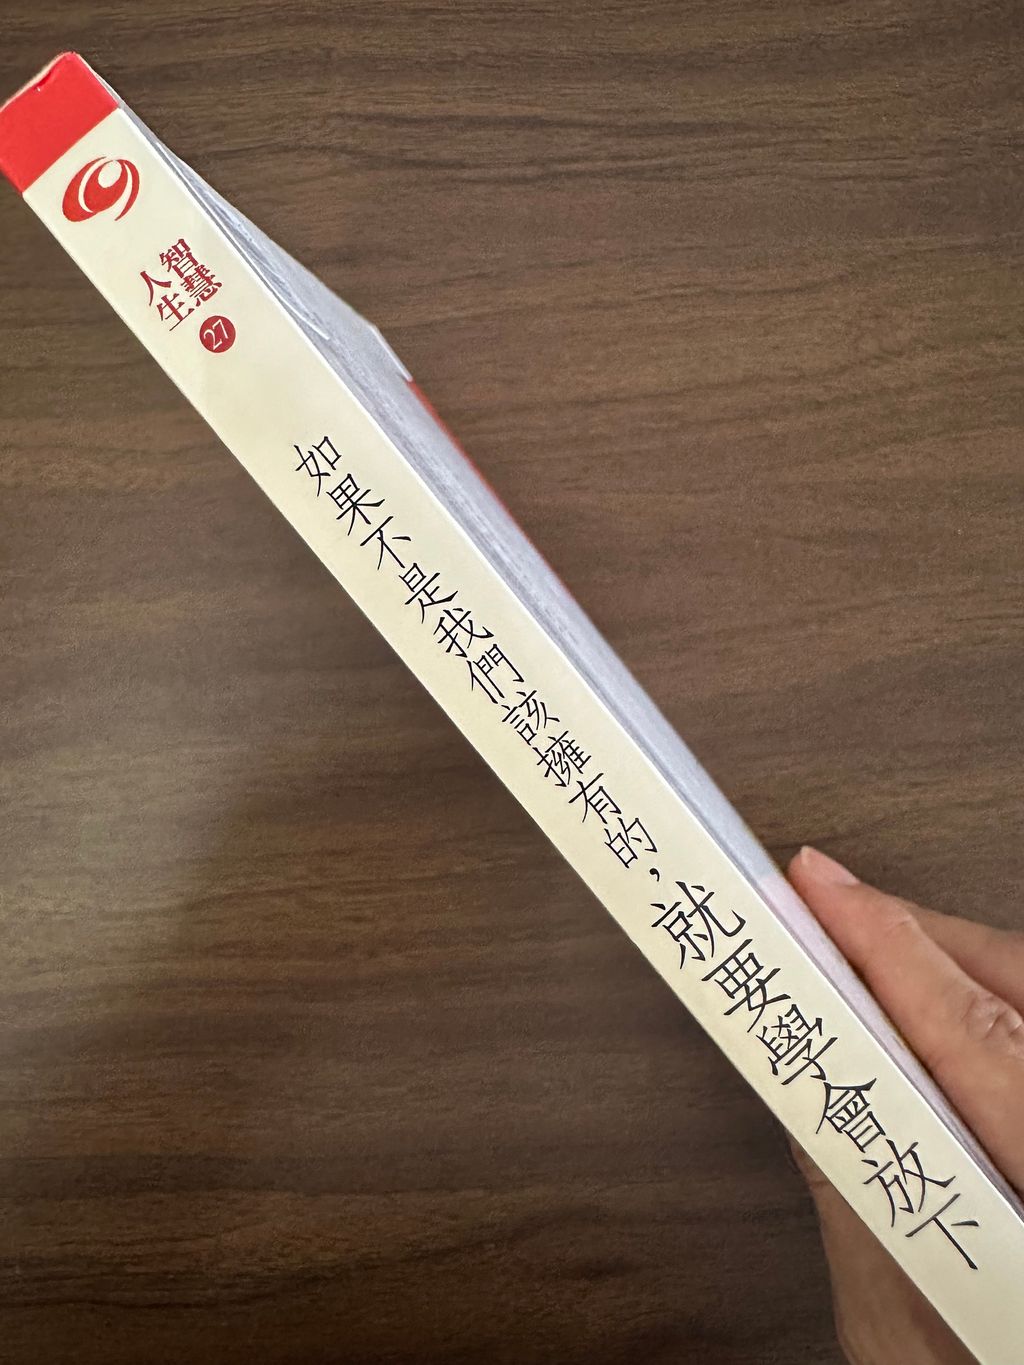 智慧
人生
27
如果不是我們該擁有的，就要學會放下